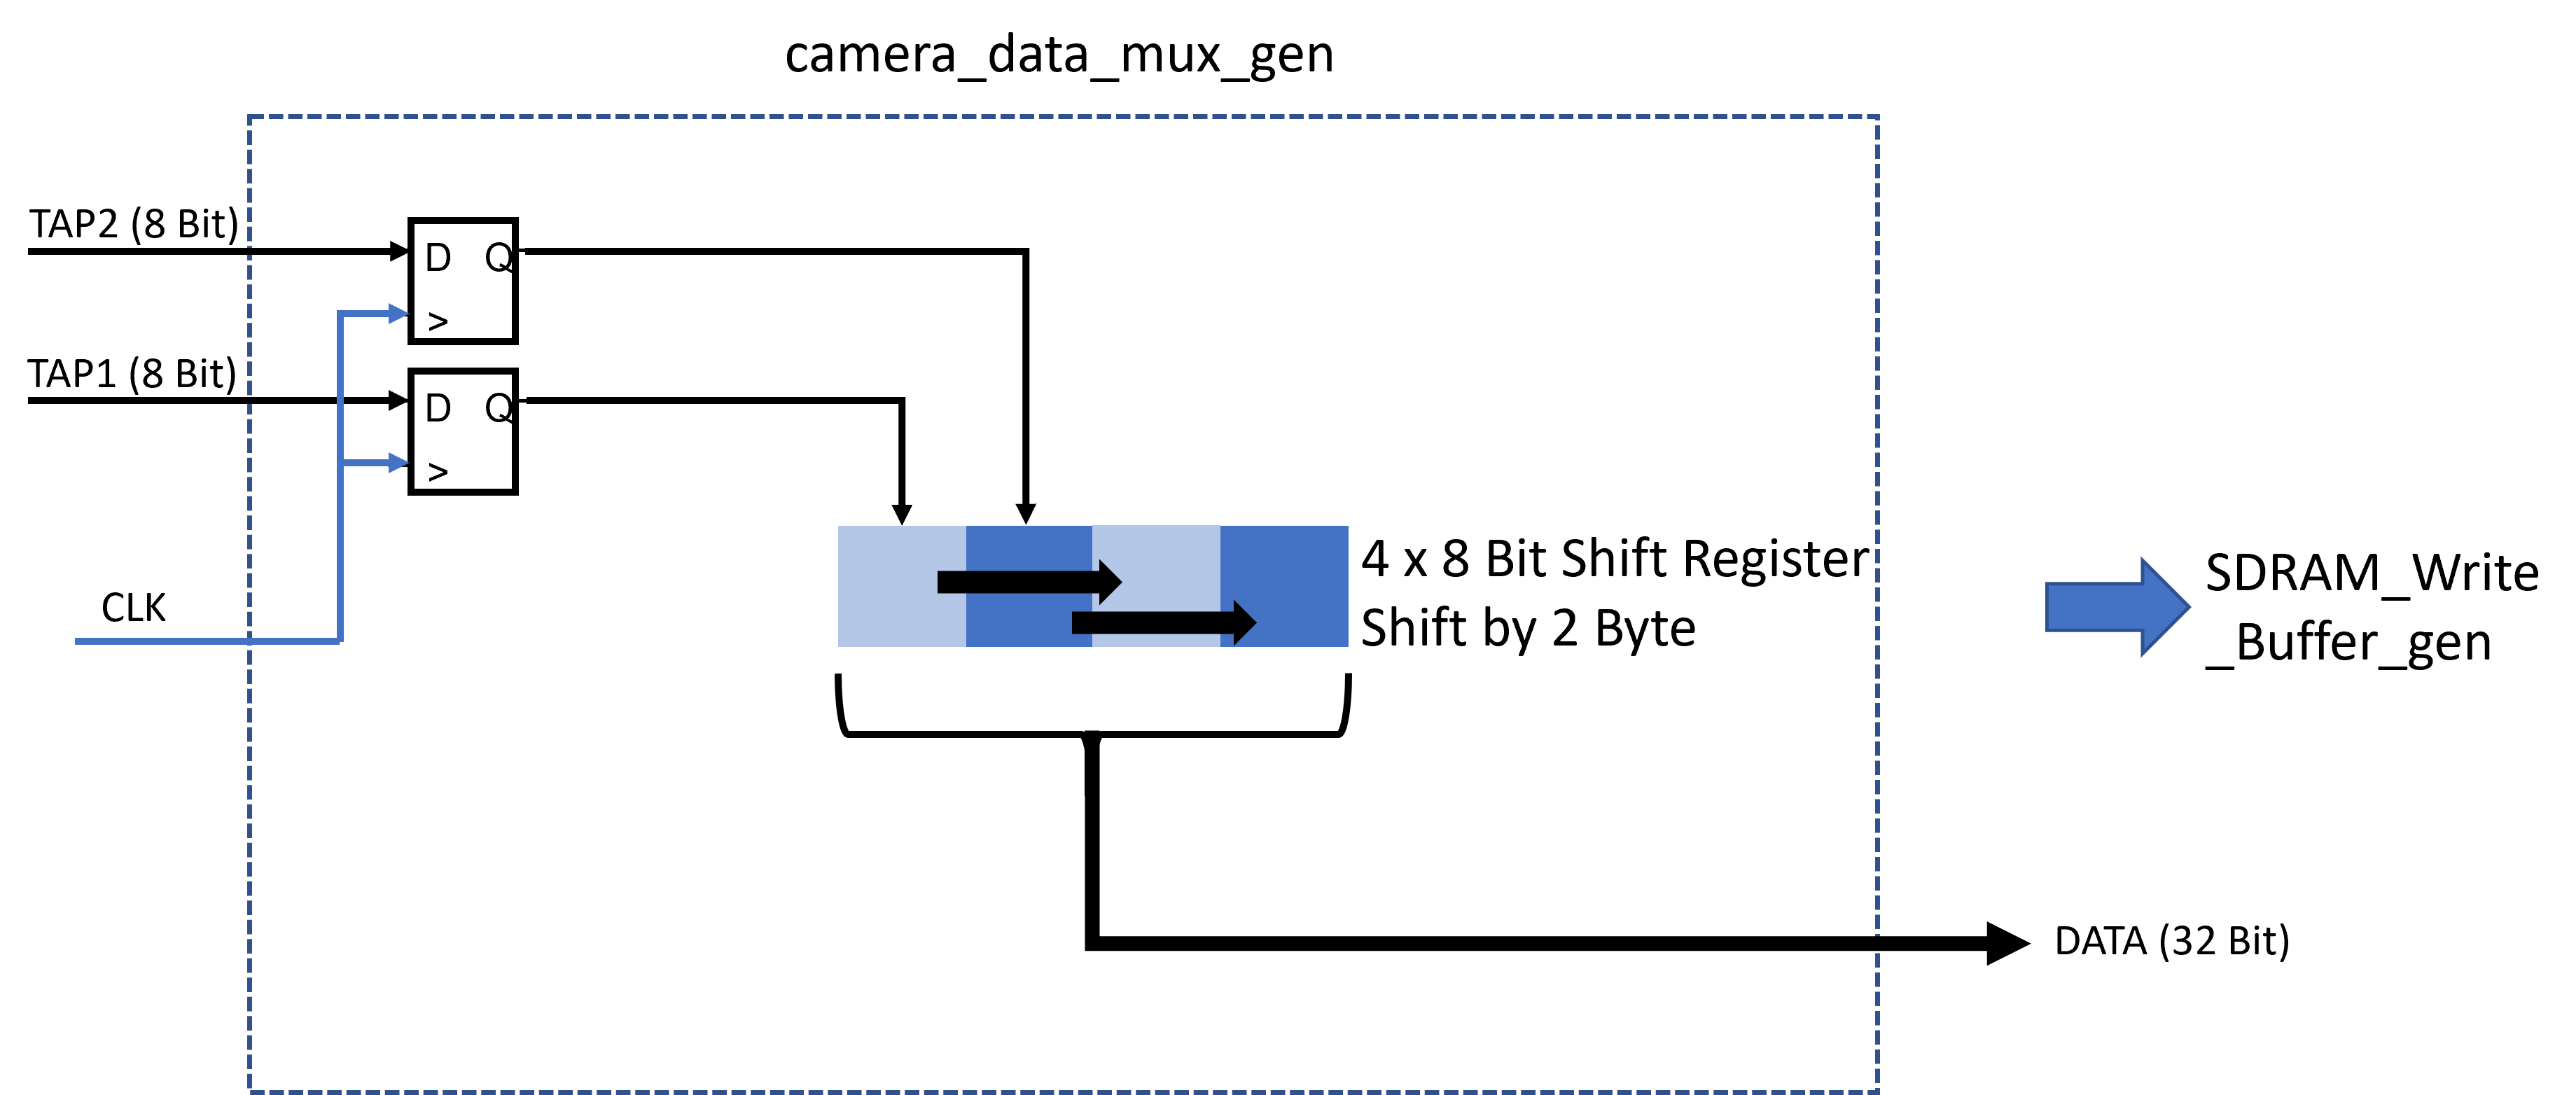 camera_data_mux_gen
TAP2 (8 Bit)
D Q
>
TAP1 (8 Bit)
D Q
>
CLK
4 x 8 Bit Shift Register
Shift by 2 Byte
SDRAM_Write
_Buffer_gen
DATA (32 Bit)